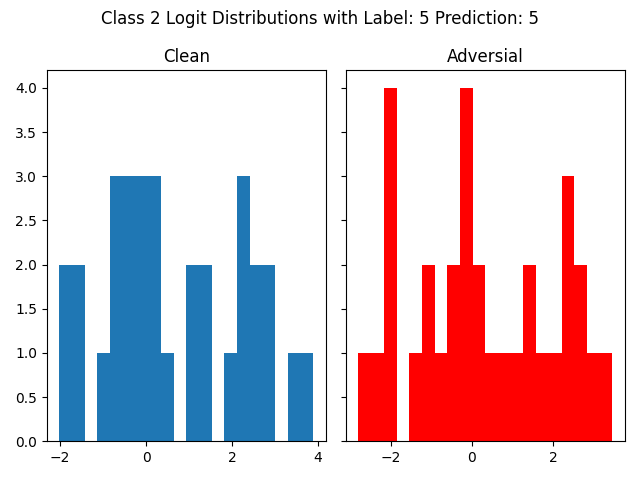 Class 2 Logit Distributions with Label: 5 Prediction: 5
Clean
Adversial
4.0
3.5
3.0
2.5
2.0
1.5
1.0
0.5
0.0
−2 0 2 4
−2 0 2